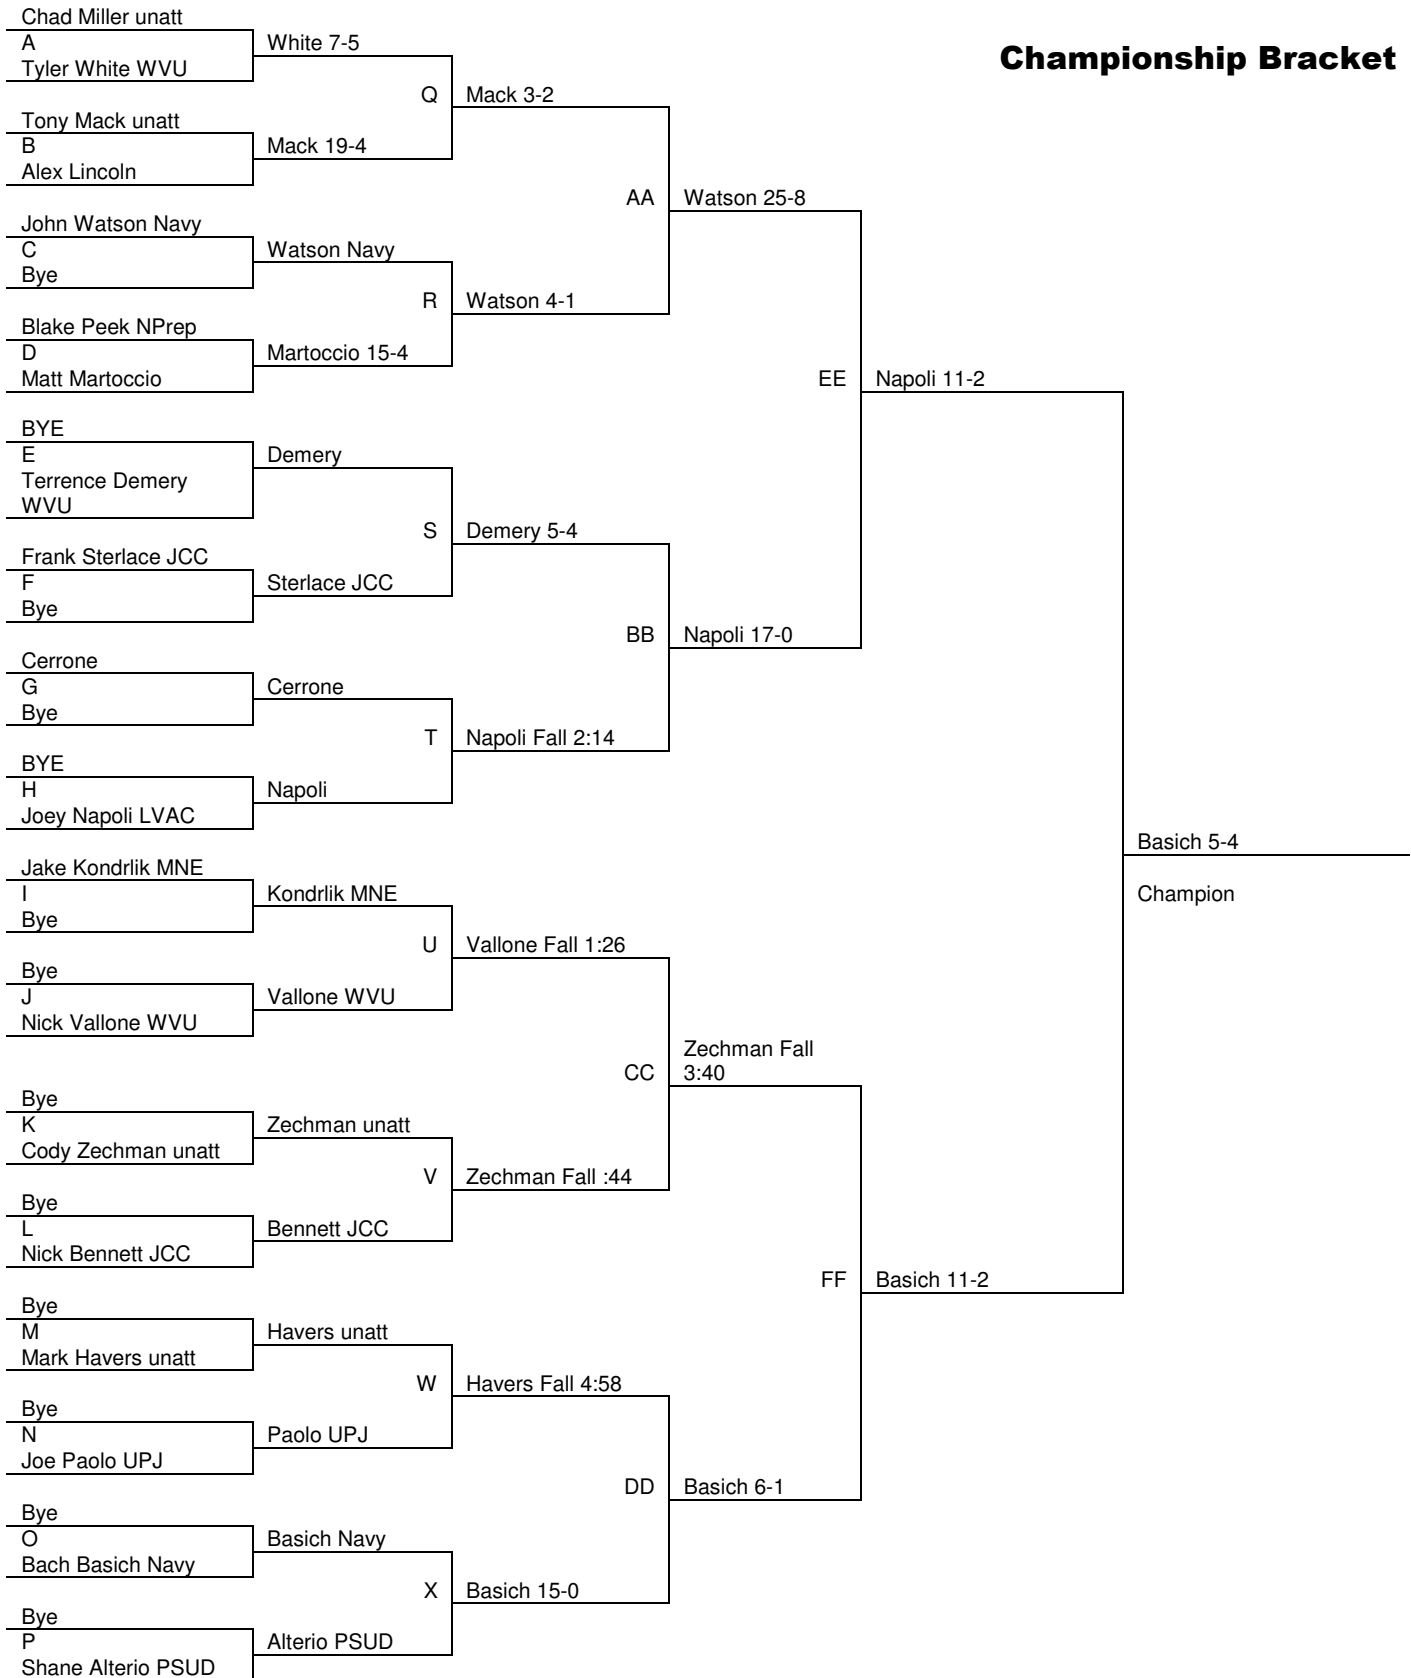 Championship Bracket
Chad Miller unatt
A
Tyler White WVU
Tony Mack unatt
B
Alex Lincoln
John Watson Navy
C
Bye
Blake Peek NPrep
D
Matt Martoccio
BYE
E
Terrence Demery
WVU
Frank Sterlace JCC
F
Bye
Cerrone
G
Bye
BYE
H
Joey Napoli LVAC
Jake Kondrlik MNE
I
Bye
Bye
J
Nick Vallone WVU
Bye
K
Cody Zechman unatt
Bye
L
Nick Bennett JCC
Bye
M
Mark Havers unatt
Bye
N
Joe Paolo UPJ
Bye
O
Bach Basich Navy
Bye
P
Shane Alterio PSUD
White 7-5
Q
Mack 19-4
Watson Navy
R
Martoccio 15-4
Demery
S
Sterlace JCC
Cerrone
T
Napoli
Kondrlik MNE
U
Vallone WVU
Zechman unatt
V
Bennett JCC
Havers unatt
W
Paolo UPJ
Basich Navy
X
Alterio PSUD
Mack 3-2
AA
Watson 4-1
Demery 5-4
BB
Napoli Fall 2:14
Vallone Fall 1:26
CC
Zechman Fall :44
Havers Fall 4:58
DD
Basich 15-0
Watson 25-8
EE
Napoli 17-0
Zechman Fall
3:40
FF
Basich 6-1
Napoli 11-2
Basich 11-2
Basich 5-4
Champion